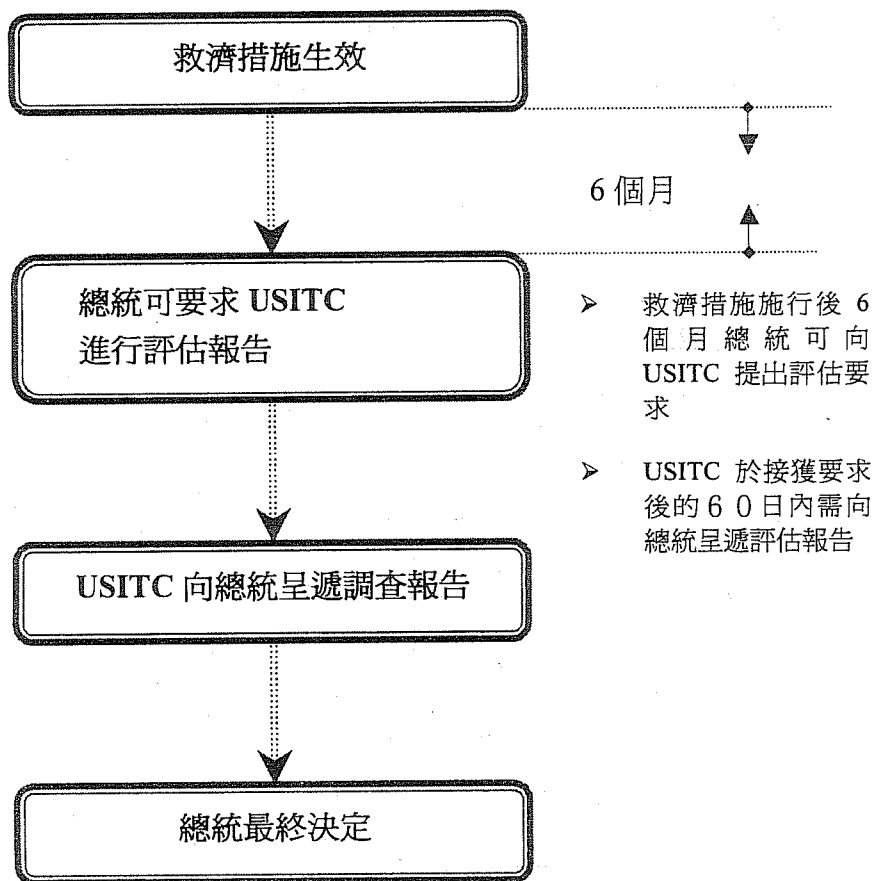 救濟措施生效
6 個月
總統可要求 USITC
進行評估報告
➢ 救濟措施施行後 6
個月總統可向
USITC 提出評估要
求
➢ USITC 於接獲要求
後的６０日內需向
總統呈遞評估報告
USITC 向總統呈遞調查報告
總統最終決定